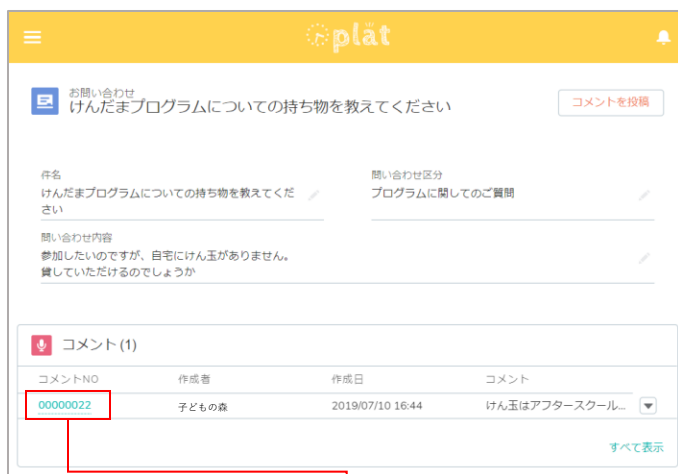 plät
お問い合わせ
けんだまプログラムについての持ち物を教えてください
コメントを投稿
件名
けんだまプログラムについての持ち物を教えてくだ
さい
問い合わせ区分
プログラムに関してのご質問
問い合わせ内容
参加したいのですが、自宅にけん玉がありません。
貸していただけるのでしょうか
コメント (1)
コメントNO 作成者 作成日 コメント
00000022 子どもの森 2019/07/10 16:44 けん玉はアフタースクール...
すべて表示